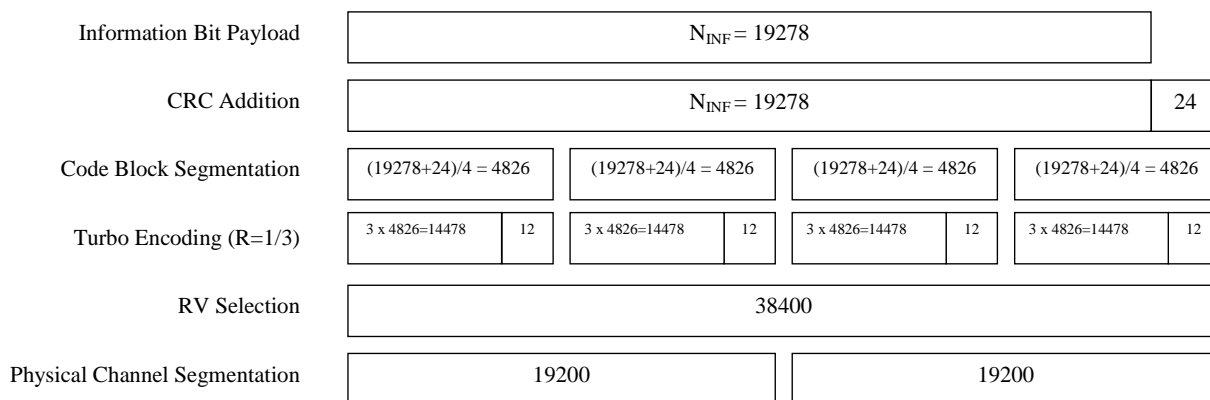 Information Bit Payload N_INF = 19278
CRC Addition N_INF = 19278 24
Code Block Segmentation (19278+24)/4 = 4826 (19278+24)/4 = 4826 (19278+24)/4 = 4826 (19278+24)/4 = 4826
Turbo Encoding (R=1/3) 3 x 4826=14478 12 3 x 4826=14478 12 3 x 4826=14478 12 3 x 4826=14478 12
RV Selection 38400
Physical Channel Segmentation 19200 19200